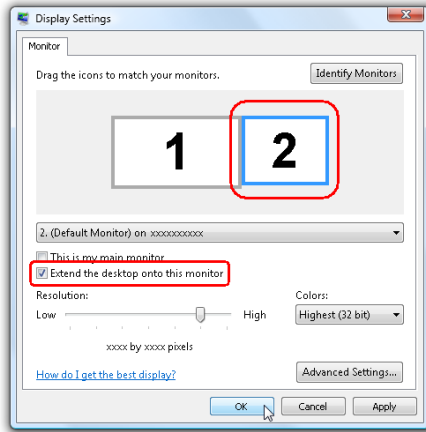 Display Settings
Monitor
Drag the icons to match your monitors.
Identify Monitors
1
2
2. (Default Monitor) on xxxxxxxxxx
This is my main monitor
Extend the desktop onto this monitor
Resolution:
Colors:
Low
High
Highest (32 bit)
xxxx by xxxx pixels
How do I get the best display?
Advanced Settings...
OK
Cancel
Apply